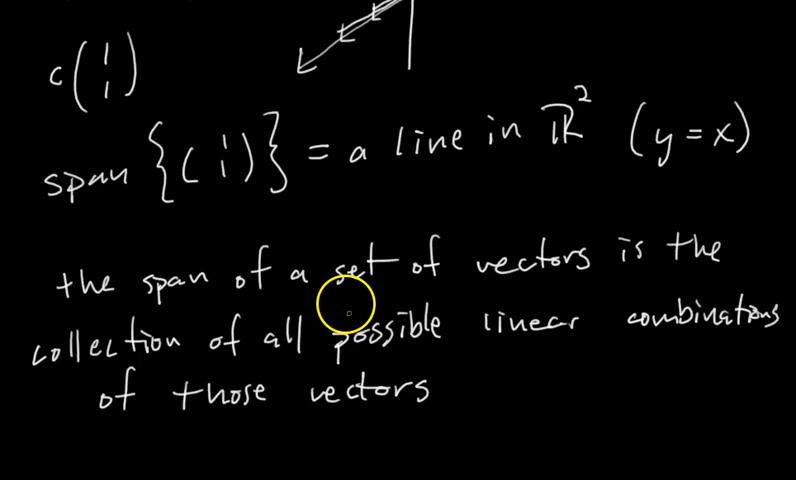 c(1 1)
span {(1 1)} = a line in ℝ² (y=x)
the span of a set of vectors is the
collection of all possible linear combinations
of those vectors